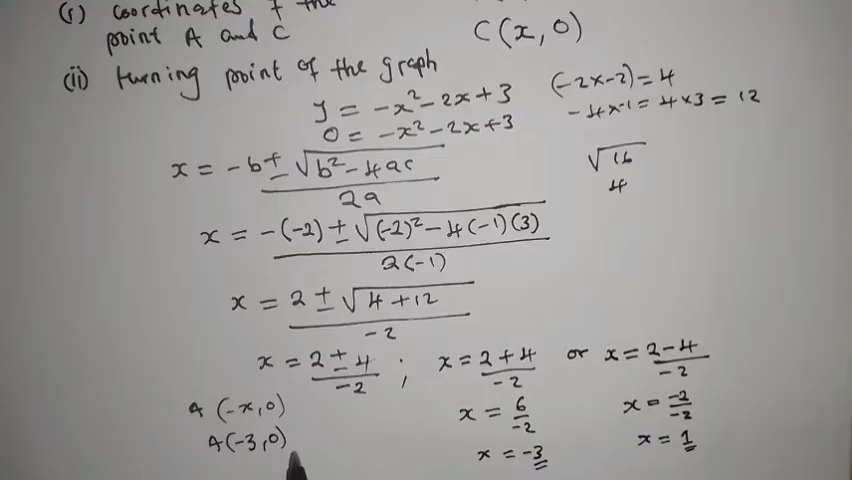 (i) coordinates of the
point A and C
C(x, 0)
(ii) turning point of the graph
y = -x² - 2x + 3
0 = -x² - 2x + 3
(-2x-2) = 4
-4x-1 = 4x3 = 12
√16
4
x = -b ± √b² - 4ac
2a
x = -(-2) ± √(-2)² - 4(-1)(3)
2(-1)
x = 2 ± √4 + 12
-2
x = 2 ± 4 ; x = 2 + 4 or x = 2 - 4
-2 -2 -2
A (-x, 0)
A(-3, 0)
x = 6
-2
x = -3
x = -2
-2
x = 1